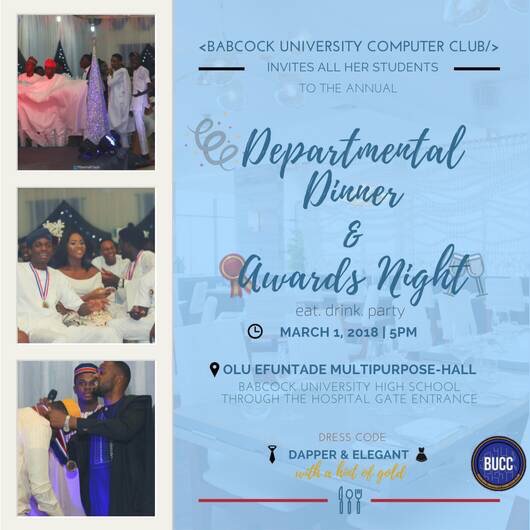 <BABCOCK UNIVERSITY COMPUTER CLUB/>
INVITES ALL HER STUDENTS
TO THE ANNUAL
Departmental
Dinner
&
Awards Night
eat. drink. party
MARCH 1, 2018 | 5PM
OLU EFUNTADE MULTIPURPOSE-HALL
BABCOCK UNIVERSITY HIGH SCHOOL
THROUGH THE HOSPITAL GATE ENTRANCE
DRESS CODE
DAPPER & ELEGANT
with a hint of gold
BUCC